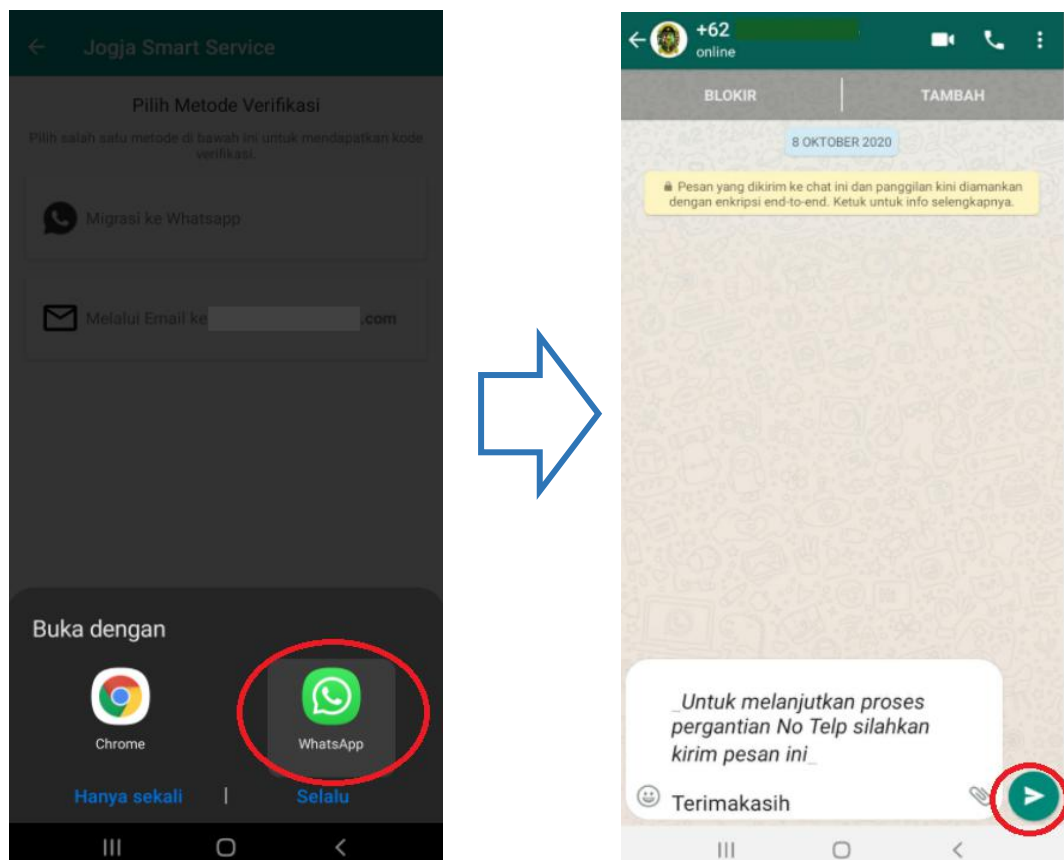 Jogja Smart Service
Pilih Metode Verifikasi
Pilih salah satu metode di bawah ini untuk mendapatkan kode
verifikasi.
Migrasi ke Whatsapp
Melalui Email ke .com
Buka dengan
Chrome
WhatsApp
Hanya sekali | Selalu
+62
online
BLOKIR
TAMBAH
8 OKTOBER 2020
Pesan yang dikirim ke chat ini dan panggilan kini diamankan
dengan enkripsi end-to-end. Ketuk untuk info selengkapnya.
_Untuk melanjutkan proses
pergantian No Telp silahkan
kirim pesan ini_
Terimakasih